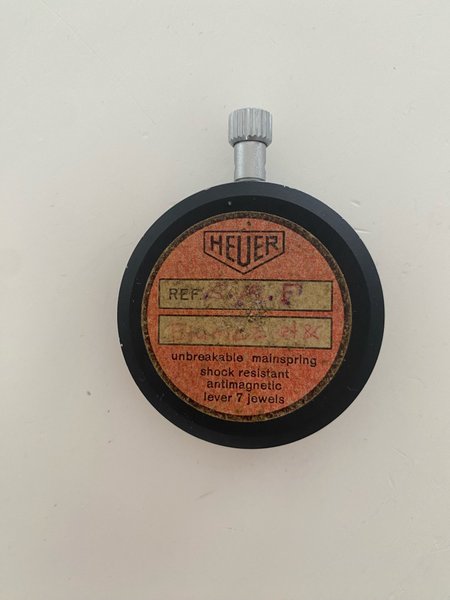 HEUER
REF.
unbreakable mainspring
shock resistant
antimagnetic
lever 7 jewels